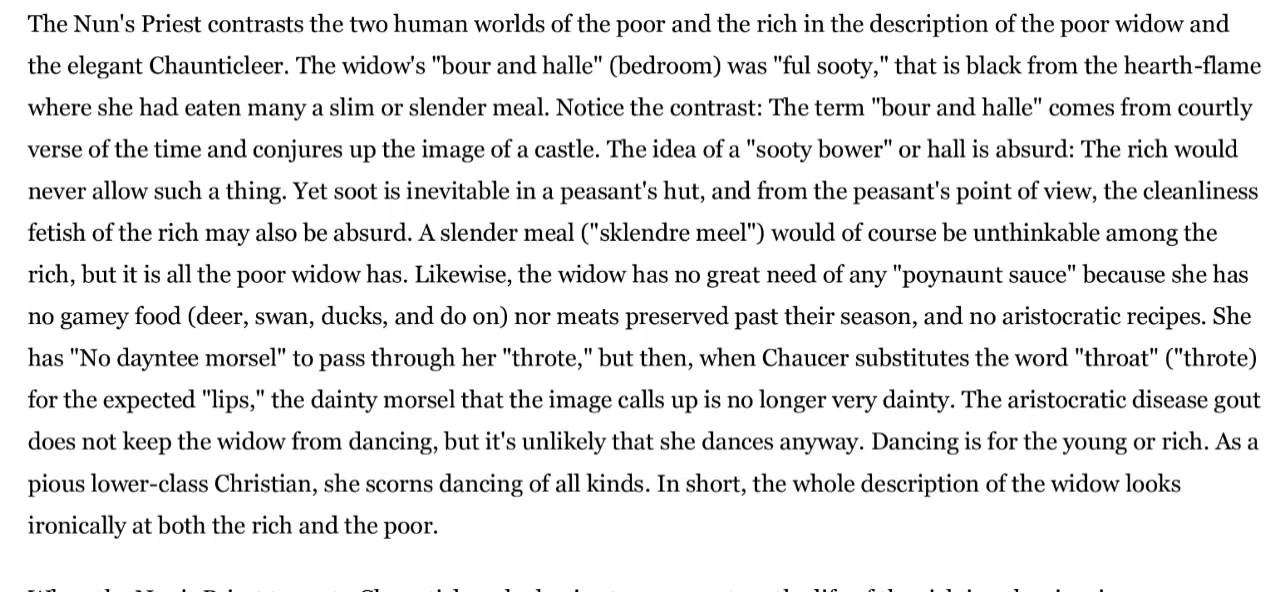 The Nun's Priest contrasts the two human worlds of the poor and the rich in the description of the poor widow and
the elegant Chaunticleer. The widow's "bour and halle" (bedroom) was "ful sooty," that is black from the hearth-flame
where she had eaten many a slim or slender meal. Notice the contrast: The term "bour and halle" comes from courtly
verse of the time and conjures up the image of a castle. The idea of a "sooty bower" or hall is absurd: The rich would
never allow such a thing. Yet soot is inevitable in a peasant's hut, and from the peasant's point of view, the cleanliness
fetish of the rich may also be absurd. A slender meal ("sklendre meel") would of course be unthinkable among the
rich, but it is all the poor widow has. Likewise, the widow has no great need of any "poynaunt sauce" because she has
no gamey food (deer, swan, ducks, and do on) nor meats preserved past their season, and no aristocratic recipes. She
has "No dayntee morsel" to pass through her "throte," but then, when Chaucer substitutes the word "throat" ("throte)
for the expected "lips," the dainty morsel that the image calls up is no longer very dainty. The aristocratic disease gout
does not keep the widow from dancing, but it's unlikely that she dances anyway. Dancing is for the young or rich. As a
pious lower-class Christian, she scorns dancing of all kinds. In short, the whole description of the widow looks
ironically at both the rich and the poor.